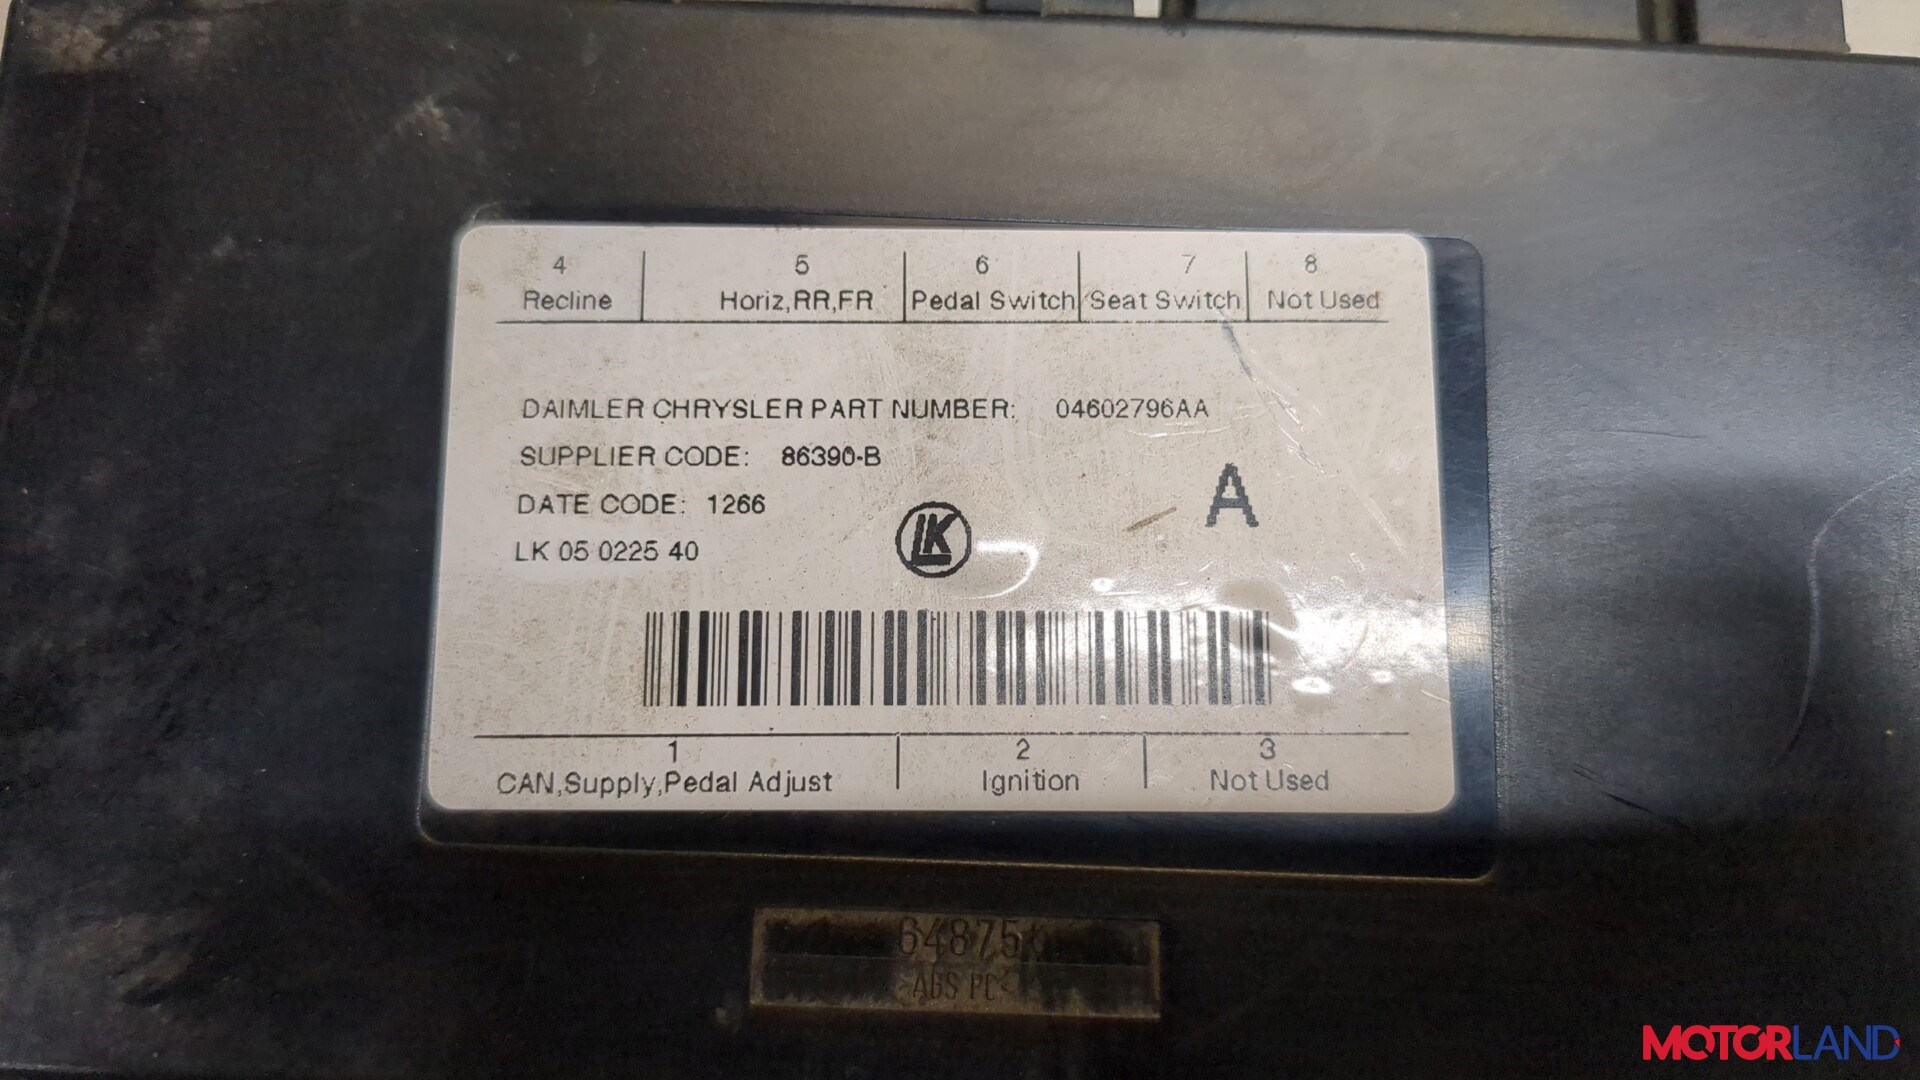 4 5 6 7 8
Recline Horiz,RR,FR Pedal Switch Seat Switch Not Used
DAIMLER CHRYSLER PART NUMBER: 04602796AA
SUPPLIER CODE: 86390-B
DATE CODE: 1266
A
LK 05 0225 40
LK
1 2 3
CAN,Supply,Pedal Adjust Ignition Not Used
>ABS PC<
MOTORLAND